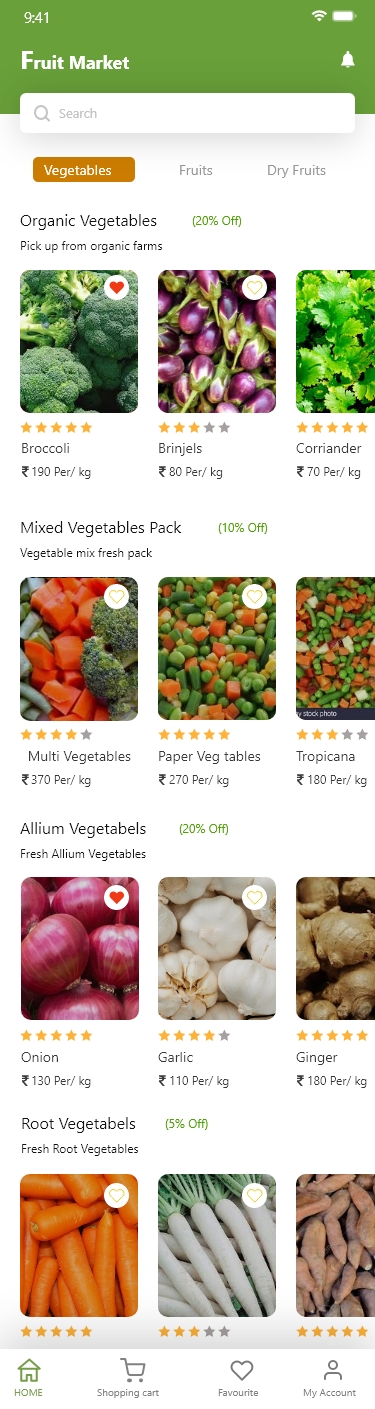 9:41
Fruit Market
Search
Vegetables Fruits Dry Fruits
Organic Vegetables (20% Off)
Pick up from organic farms
Broccoli Brinjels Corriander
₹ 190 Per/ kg ₹ 80 Per/ kg ₹ 70 Per/ kg
Mixed Vegetables Pack (10% Off)
Vegetable mix fresh pack
y stock photo
Multi Vegetables Paper Veg tables Tropicana
₹ 370 Per/ kg ₹ 270 Per/ kg ₹ 180 Per/ kg
Allium Vegetabels (20% Off)
Fresh Allium Vegetables
Onion Garlic Ginger
₹ 130 Per/ kg ₹ 110 Per/ kg ₹ 180 Per/ kg
Root Vegetabels (5% Off)
Fresh Root Vegetables
HOME Shopping cart Favourite My Account